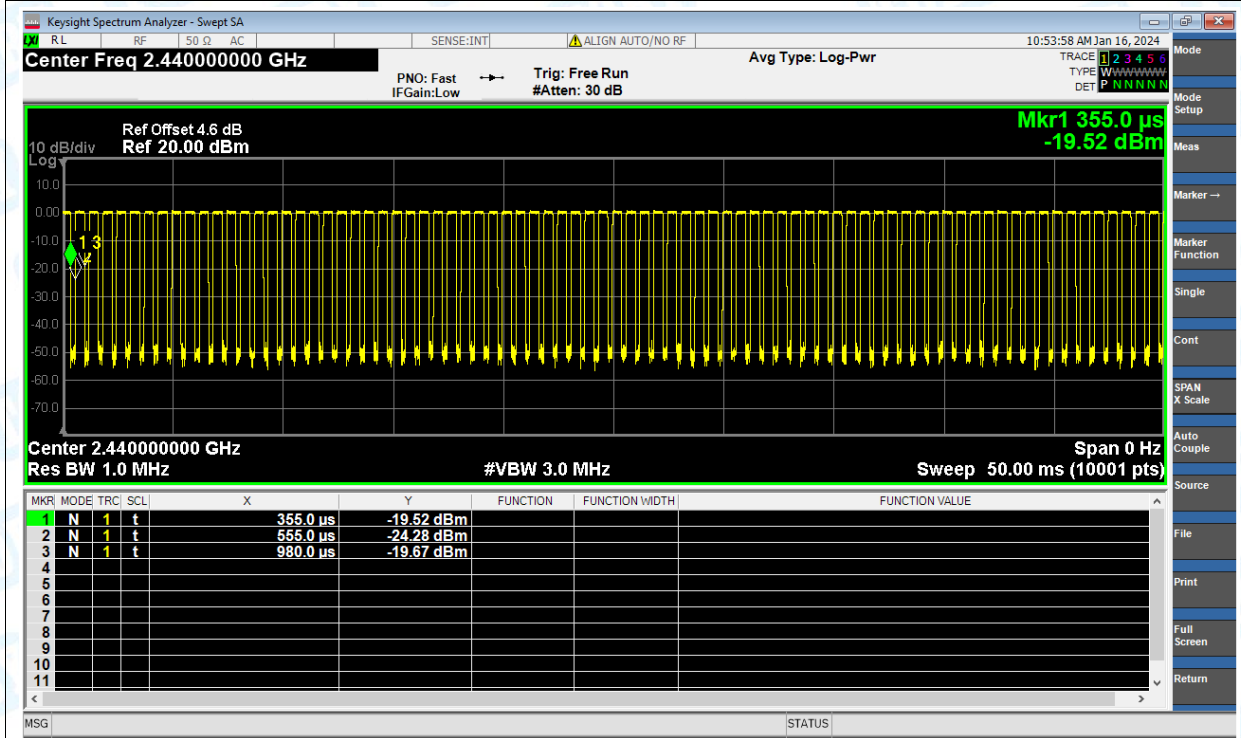 Keysight Spectrum Analyzer - Swept SA
LXI RL RF 50 Ω AC SENSE:INT ALIGN AUTO/NO RF 10:53:58 AM Jan 16, 2024
Center Freq 2.440000000 GHz
PNO: Fast
IFGain:Low
Trig: Free Run
#Atten: 30 dB
Avg Type: Log-Pwr
TRACE 1 2 3 4 5 6
TYPE WWWWWW
DET P N N N N N
Ref Offset 4.6 dB
10 dB/div Ref 20.00 dBm
Log
Mkr1 355.0 µs
-19.52 dBm
10.0
0.00
-10.0
-20.0
-30.0
-40.0
-50.0
-60.0
-70.0
1 3
Center 2.440000000 GHz Span 0 Hz
Res BW 1.0 MHz #VBW 3.0 MHz Sweep 50.00 ms (10001 pts)
MKR MODE TRC SCL X Y FUNCTION FUNCTION WIDTH FUNCTION VALUE
1 N 1 t 355.0 µs -19.52 dBm
2 N 1 t 555.0 µs -24.28 dBm
3 N 1 t 980.0 µs -19.67 dBm
4
5
6
7
8
9
10
11
MSG STATUS
Mode
Mode
Setup
Meas
Marker →
Marker
Function
Single
Cont
SPAN
X Scale
Auto
Couple
Source
File
Print
Full
Screen
Return